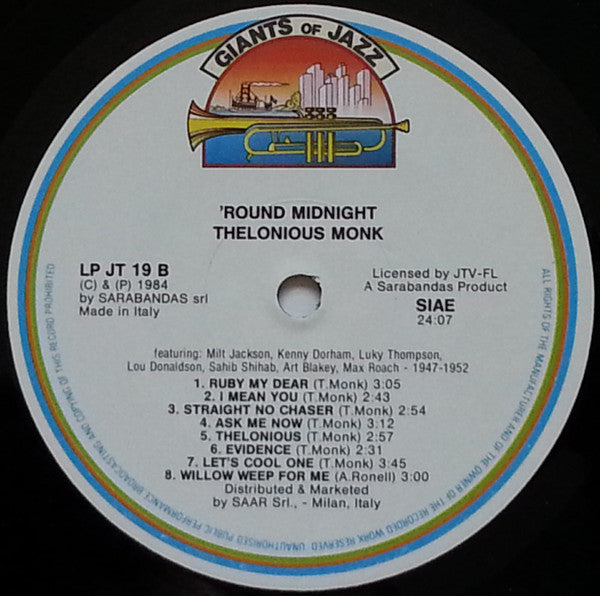 GIANTS OF JAZZ
'ROUND MIDNIGHT
THELONIOUS MONK
LP JT 19 B
(C) & (P) 1984
by SARABANDAS srl
Made in Italy
Licensed by JTV-FL
A Sarabandas Product
SIAE
24:07
featuring: Milt Jackson, Kenny Dorham, Luky Thompson,
Lou Donaldson, Sahib Shihab, Art Blakey, Max Roach - 1947-1952
1. RUBY MY DEAR (T.Monk) 3:05
2. I MEAN YOU (T.Monk) 2:43
3. STRAIGHT NO CHASER (T.Monk) 2:54
4. ASK ME NOW (T.Monk) 3:12
5. THELONIOUS (T.Monk) 2:57
6. EVIDENCE (T.Monk) 2:31
7. LET'S COOL ONE (T.Monk) 3:45
8. WILLOW WEEP FOR ME (A.Ronell) 3:00
Distributed & Marketed
by SAAR Srl., - Milan, Italy
ALL RIGHTS OF THE MANUFACTURER AND OF THE OWNER OF THE RECORDED WORK RESERVED UNAUTHORISED PUBLIC PERFORMANCE BROADCASTING AND COPYING OF THIS RECORD PROHIBITED